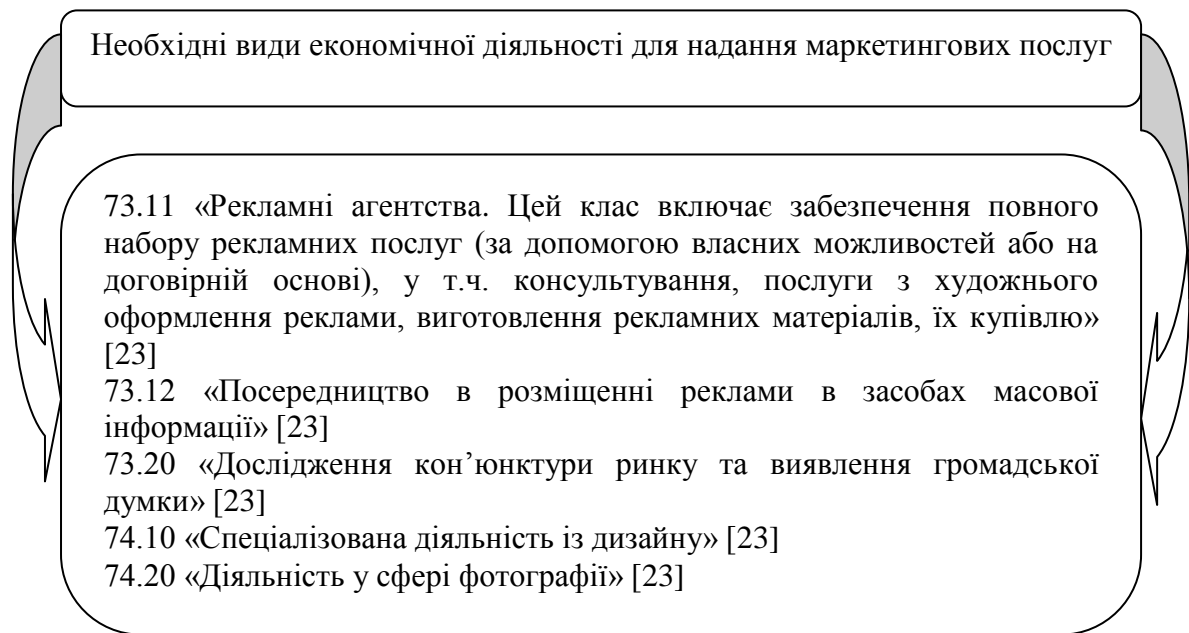 Необхідні види економічної діяльності для надання маркетингових послуг
73.11 «Рекламні агентства. Цей клас включає забезпечення повного
набору рекламних послуг (за допомогою власних можливостей або на
договірній основі), у т.ч. консультування, послуги з художнього
оформлення реклами, виготовлення рекламних матеріалів, їх купівлю»
[23]
73.12 «Посередництво в розміщенні реклами в засобах масової
інформації» [23]
73.20 «Дослідження кон’юнктури ринку та виявлення громадської
думки» [23]
74.10 «Спеціалізована діяльність із дизайну» [23]
74.20 «Діяльність у сфері фотографії» [23]